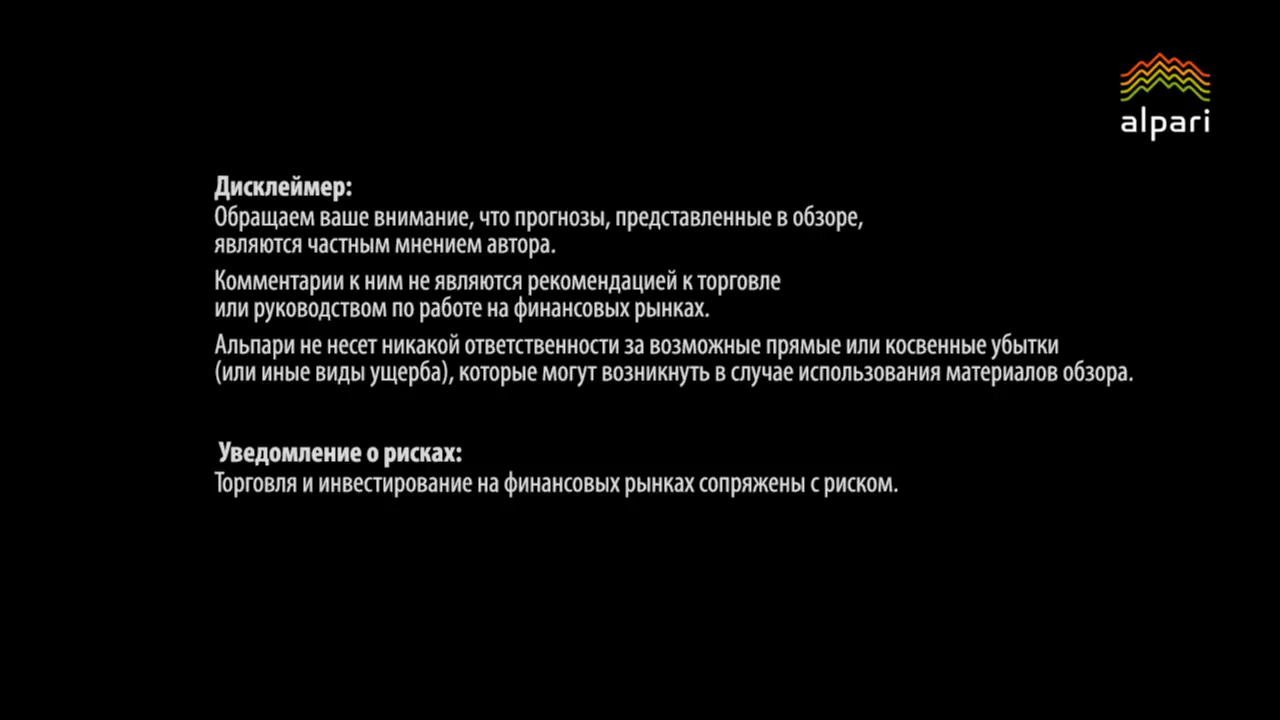 alpari
Дисклеймер:
Обращаем ваше внимание, что прогнозы, представленные в обзоре,
являются частным мнением автора.
Комментарии к ним не являются рекомендацией к торговле
или руководством по работе на финансовых рынках.
Альпари не несет никакой ответственности за возможные прямые или косвенные убытки
(или иные виды ущерба), которые могут возникнуть в случае использования материалов обзора.
Уведомление о рисках:
Торговля и инвестирование на финансовых рынках сопряжены с риском.